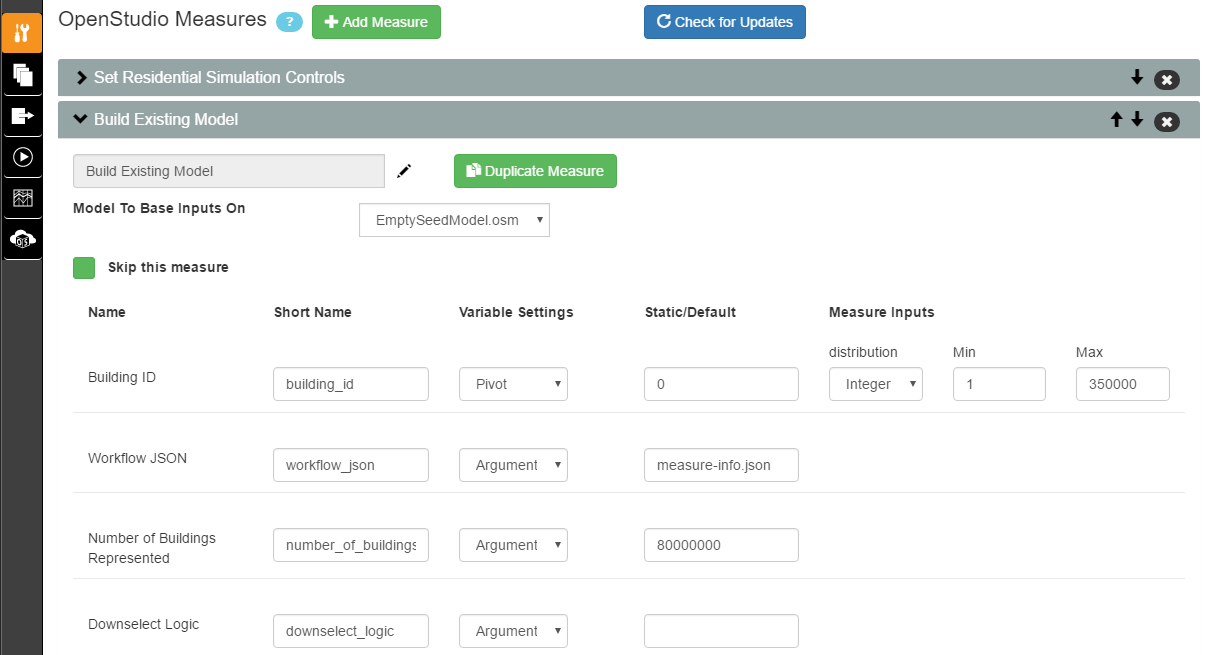 OpenStudio Measures ? Add Measure Check for Updates
Set Residential Simulation Controls
Build Existing Model
Build Existing Model Duplicate Measure
Model To Base Inputs On EmptySeedModel.osm
Skip this measure
Name Short Name Variable Settings Static/Default Measure Inputs
distribution Min Max
Building ID building_id Pivot 0 Integer 1 350000
Workflow JSON workflow_json Argument measure-info.json
Number of Buildings
Represented number_of_buildings Argument 80000000
Downselect Logic downselect_logic Argument